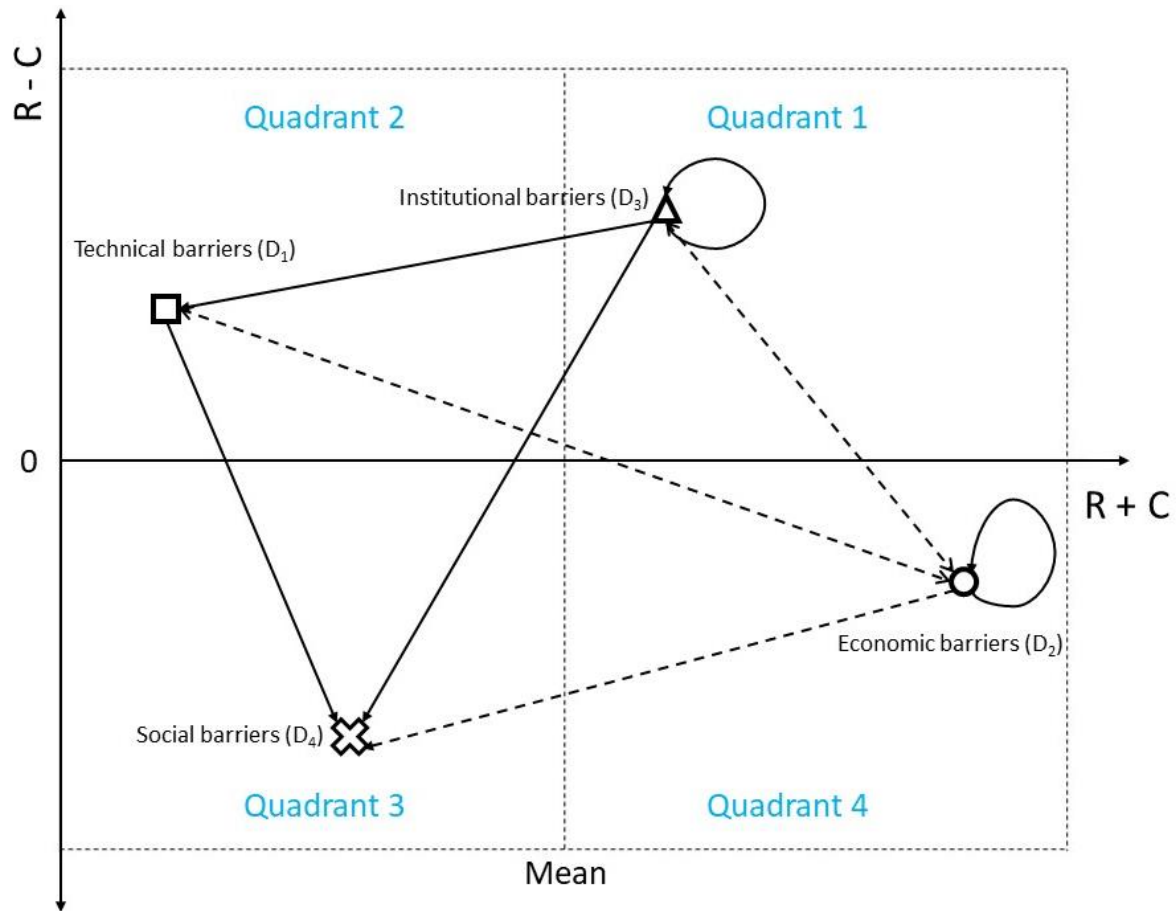 R - C
Quadrant 2
Quadrant 1
Institutional barriers (D₃)
Technical barriers (D₁)
0
R + C
Economic barriers (D₂)
Social barriers (D₄)
Quadrant 3
Quadrant 4
Mean